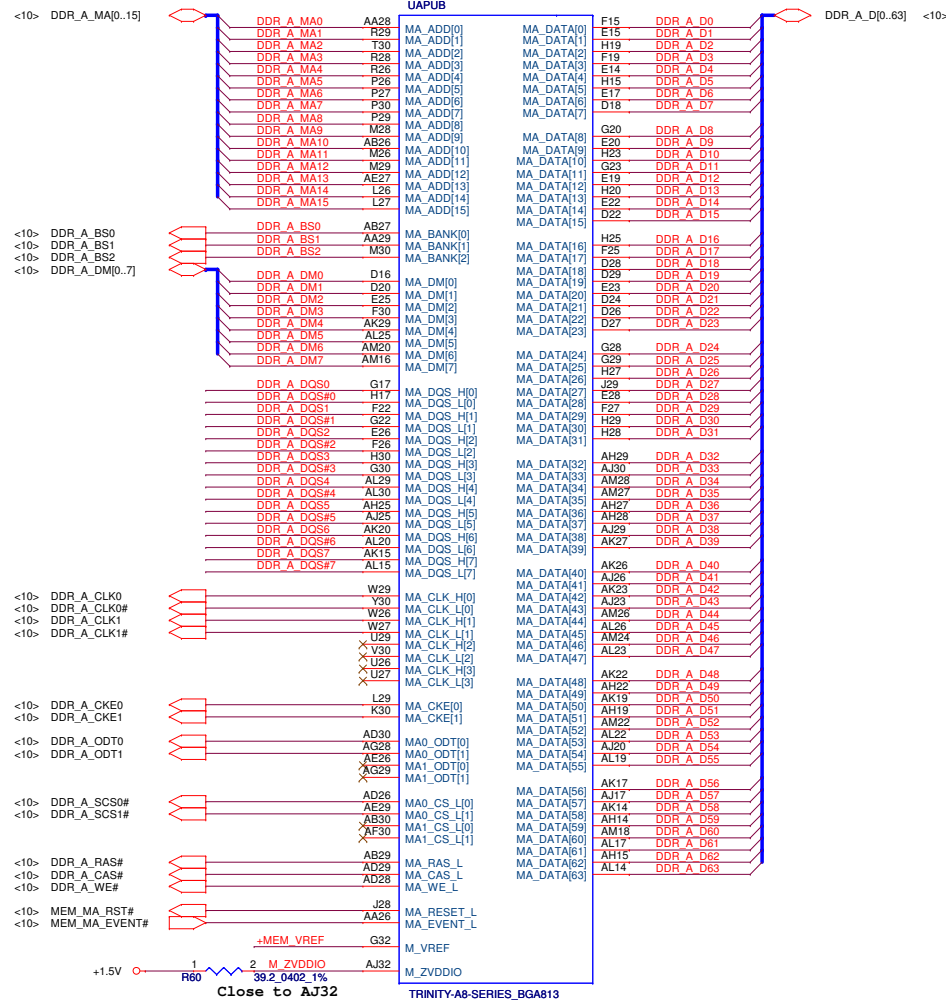 UAPUB
<10> DDR_A_MA[0..15] DDR_A_D[0..63] <10>
DDR_A_MA0 AA28 MA_ADD[0] MA_DATA[0] F15 DDR_A_D0
DDR_A_MA1 R29 MA_ADD[1] MA_DATA[1] E15 DDR_A_D1
DDR_A_MA2 T30 MA_ADD[2] MA_DATA[2] H19 DDR_A_D2
DDR_A_MA3 R28 MA_ADD[3] MA_DATA[3] F19 DDR_A_D3
DDR_A_MA4 R26 MA_ADD[4] MA_DATA[4] E14 DDR_A_D4
DDR_A_MA5 P26 MA_ADD[5] MA_DATA[5] H15 DDR_A_D5
DDR_A_MA6 P27 MA_ADD[6] MA_DATA[6] E17 DDR_A_D6
DDR_A_MA7 P30 MA_ADD[7] MA_DATA[7] D18 DDR_A_D7
DDR_A_MA8 P29 MA_ADD[8]
DDR_A_MA9 M28 MA_ADD[9] MA_DATA[8] G20 DDR_A_D8
DDR_A_MA10 AB26 MA_ADD[10] MA_DATA[9] E20 DDR_A_D9
DDR_A_MA11 M26 MA_ADD[11] MA_DATA[10] H23 DDR_A_D10
DDR_A_MA12 M29 MA_ADD[12] MA_DATA[11] G23 DDR_A_D11
DDR_A_MA13 AE27 MA_ADD[13] MA_DATA[12] E19 DDR_A_D12
DDR_A_MA14 L26 MA_ADD[14] MA_DATA[13] H20 DDR_A_D13
DDR_A_MA15 L27 MA_ADD[15] MA_DATA[14] E22 DDR_A_D14
MA_DATA[15] D22 DDR_A_D15
<10> DDR_A_BS0 DDR_A_BS0 AB27 MA_BANK[0]
<10> DDR_A_BS1 DDR_A_BS1 AA29 MA_BANK[1] MA_DATA[16] H25 DDR_A_D16
<10> DDR_A_BS2 DDR_A_BS2 M30 MA_BANK[2] MA_DATA[17] F25 DDR_A_D17
<10> DDR_A_DM[0..7] MA_DATA[18] D28 DDR_A_D18
DDR_A_DM0 D16 MA_DM[0] MA_DATA[19] D29 DDR_A_D19
DDR_A_DM1 D20 MA_DM[1] MA_DATA[20] E23 DDR_A_D20
DDR_A_DM2 E25 MA_DM[2] MA_DATA[21] D24 DDR_A_D21
DDR_A_DM3 F30 MA_DM[3] MA_DATA[22] D26 DDR_A_D22
DDR_A_DM4 AK29 MA_DM[4] MA_DATA[23] D27 DDR_A_D23
DDR_A_DM5 AL25 MA_DM[5]
DDR_A_DM6 AM20 MA_DM[6] MA_DATA[24] G28 DDR_A_D24
DDR_A_DM7 AM16 MA_DM[7] MA_DATA[25] G29 DDR_A_D25
MA_DATA[26] H27 DDR_A_D26
DDR_A_DQS0 G17 MA_DQS_H[0] MA_DATA[27] J29 DDR_A_D27
DDR_A_DQS#0 H17 MA_DQS_L[0] MA_DATA[28] E28 DDR_A_D28
DDR_A_DQS1 F22 MA_DQS_H[1] MA_DATA[29] F27 DDR_A_D29
DDR_A_DQS#1 G22 MA_DQS_L[1] MA_DATA[30] H29 DDR_A_D30
DDR_A_DQS2 E26 MA_DQS_H[2] MA_DATA[31] H28 DDR_A_D31
DDR_A_DQS#2 F26 MA_DQS_L[2]
DDR_A_DQS3 H30 MA_DQS_H[3] MA_DATA[32] AH29 DDR_A_D32
DDR_A_DQS#3 G30 MA_DQS_L[3] MA_DATA[33] AJ30 DDR_A_D33
DDR_A_DQS4 AL29 MA_DQS_H[4] MA_DATA[34] AM28 DDR_A_D34
DDR_A_DQS#4 AL30 MA_DQS_L[4] MA_DATA[35] AM27 DDR_A_D35
DDR_A_DQS5 AH25 MA_DQS_H[5] MA_DATA[36] AH27 DDR_A_D36
DDR_A_DQS#5 AJ25 MA_DQS_L[5] MA_DATA[37] AH28 DDR_A_D37
DDR_A_DQS6 AK20 MA_DQS_H[6] MA_DATA[38] AJ29 DDR_A_D38
DDR_A_DQS#6 AL20 MA_DQS_L[6] MA_DATA[39] AK27 DDR_A_D39
DDR_A_DQS7 AK15 MA_DQS_H[7]
DDR_A_DQS#7 AL15 MA_DQS_L[7] MA_DATA[40] AK26 DDR_A_D40
MA_DATA[41] AJ26 DDR_A_D41
<10> DDR_A_CLK0 W29 MA_CLK_H[0] MA_DATA[42] AK23 DDR_A_D42
<10> DDR_A_CLK0# Y30 MA_CLK_L[0] MA_DATA[43] AJ23 DDR_A_D43
<10> DDR_A_CLK1 W26 MA_CLK_H[1] MA_DATA[44] AM26 DDR_A_D44
<10> DDR_A_CLK1# W27 MA_CLK_L[1] MA_DATA[45] AL26 DDR_A_D45
U29 MA_CLK_H[2] MA_DATA[46] AM24 DDR_A_D46
V30 MA_CLK_L[2] MA_DATA[47] AL23 DDR_A_D47
U26 MA_CLK_H[3]
U27 MA_CLK_L[3] MA_DATA[48] AK22 DDR_A_D48
MA_DATA[49] AH22 DDR_A_D49
<10> DDR_A_CKE0 L29 MA_CKE[0] MA_DATA[50] AK19 DDR_A_D50
<10> DDR_A_CKE1 K30 MA_CKE[1] MA_DATA[51] AH19 DDR_A_D51
MA_DATA[52] AM22 DDR_A_D52
<10> DDR_A_ODT0 AD30 MA0_ODT[0] MA_DATA[53] AL22 DDR_A_D53
<10> DDR_A_ODT1 AG28 MA0_ODT[1] MA_DATA[54] AJ20 DDR_A_D54
AE26 MA1_ODT[0] MA_DATA[55] AL19 DDR_A_D55
AG29 MA1_ODT[1]
MA_DATA[56] AK17 DDR_A_D56
<10> DDR_A_SCS0# AD26 MA0_CS_L[0] MA_DATA[57] AJ17 DDR_A_D57
<10> DDR_A_SCS1# AE29 MA0_CS_L[1] MA_DATA[58] AK14 DDR_A_D58
AB30 MA1_CS_L[0] MA_DATA[59] AH14 DDR_A_D59
AF30 MA1_CS_L[1] MA_DATA[60] AM18 DDR_A_D60
MA_DATA[61] AL17 DDR_A_D61
<10> DDR_A_RAS# AB29 MA_RAS_L MA_DATA[62] AH15 DDR_A_D62
<10> DDR_A_CAS# AD29 MA_CAS_L MA_DATA[63] AL14 DDR_A_D63
<10> DDR_A_WE# AD28 MA_WE_L
<10> MEM_MA_RST# J28 MA_RESET_L
<10> MEM_MA_EVENT# AA26 MA_EVENT_L
+MEM_VREF G32 M_VREF
+1.5V 1 2 M_ZVDDIO AJ32 M_ZVDDIO
R60 39.2_0402_1%
Close to AJ32
TRINITY-A8-SERIES_BGA813